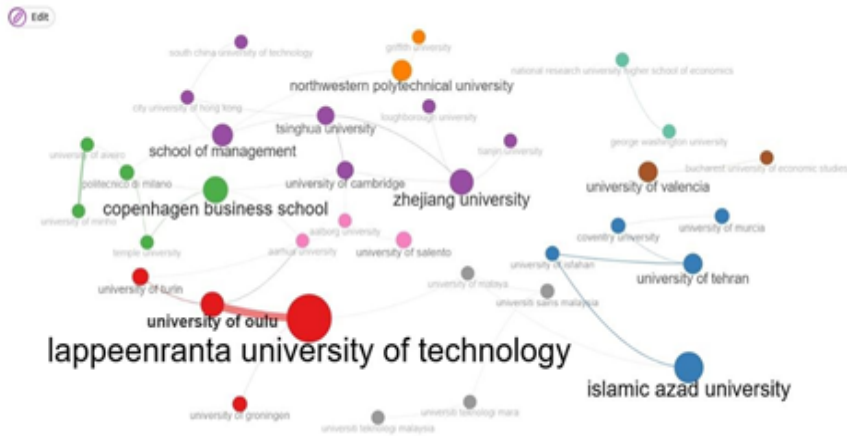 Edit
griffith university
south china university of technology
northwestern polytechnical university
national research university higher school of economics
city university of hong kong
loughborough university
tsinghua university
george washington university
school of management
tianjin university
university of aveiro
bucharest university of economic studies
politecnico di milano
university of cambridge
university of valencia
zhejiang university
copenhagen business school
university of minho
aalborg university
university of murcia
coventry university
temple university
aarhus university
university of salento
university of isfahan
university of tehran
university of turin
university of malaya
universiti sains malaysia
university of oulu
lappeenranta university of technology
islamic azad university
university of groningen
universiti teknologi mara
universiti teknologi malaysia